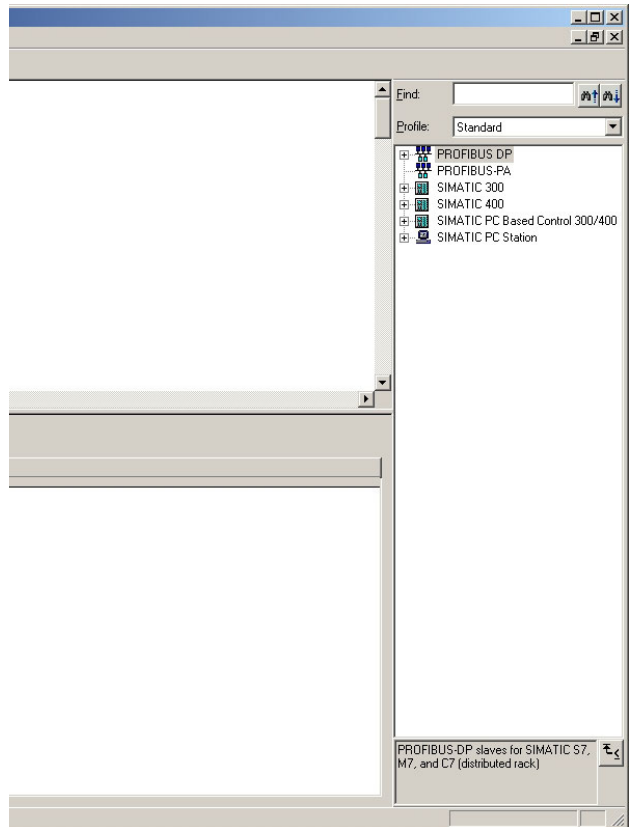 Find:
Profile: Standard
PROFIBUS DP
PROFIBUS-PA
SIMATIC 300
SIMATIC 400
SIMATIC PC Based Control 300/400
SIMATIC PC Station
PROFIBUS-DP slaves for SIMATIC S7,
M7, and C7 (distributed rack)